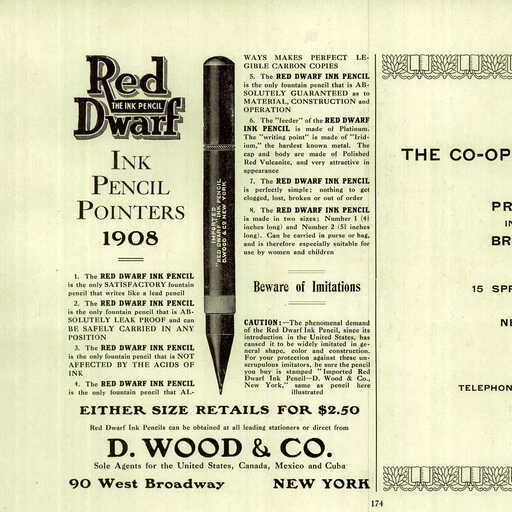 Red
THE INK PENCIL
Dwarf
INK
PENCIL
POINTERS
1908
1. The RED DWARF INK PENCIL
is the only SATISFACTORY fountain
pencil that writes like a lead pencil
2. The RED DWARF INK PENCIL
is the only fountain pencil that is AB-
SOLUTELY LEAK PROOF and can
BE SAFELY CARRIED IN ANY
POSITION
3. The RED DWARF INK PENCIL
is the only fountain pencil that is NOT
AFFECTED BY THE ACIDS OF
INK
4. The RED DWARF INK PENCIL
is the only fountain pencil that AL-
IMPORTED
"RED DWARF" INK PENCIL
D.WOOD & CO. NEW YORK
WAYS MAKES PERFECT LE-
GIBLE CARBON COPIES
5. The RED DWARF INK PENCIL
is the only fountain pencil that is AB-
SOLUTELY GUARANTEED as to
MATERIAL, CONSTRUCTION and
OPERATION
6. The "feeder" of the RED DWARF
INK PENCIL is made of Platinum.
The "writing point" is made of "Irid-
ium," the hardest known metal. The
cap and body are made of Polished
Red Vulcanite, and very attractive in
appearance
7. The RED DWARF INK PENCIL
is perfectly simple; nothing to get
clogged, lost, broken or out of order
8. The RED DWARF INK PENCIL
is made in two sizes; Number 1 (4½
inches long) and Number 2 (5½ inches
long). Can be carried in purse or bag,
and is therefore especially suitable for
use by women and children
Beware of Imitations
CAUTION:—The phenomenal demand
of the Red Dwarf Ink Pencil, since its
introduction in the United States, has
caused it to be widely imitated in gen-
eral shape, color and construction.
For your protection against these un-
scrupulous imitators, be sure the pencil
you buy is stamped "Imported Red
Dwarf Ink Pencil—D. Wood & Co.,
New York," same as pencil here
illustrated
EITHER SIZE RETAILS FOR $2.50
Red Dwarf Ink Pencils can be obtained at all leading stationers or direct from
D. WOOD & CO.
Sole Agents for the United States, Canada, Mexico and Cuba
90 West Broadway NEW YORK
174
THE CO-OP
PR
IN
BR
15 SPR
NE
TELEPHON